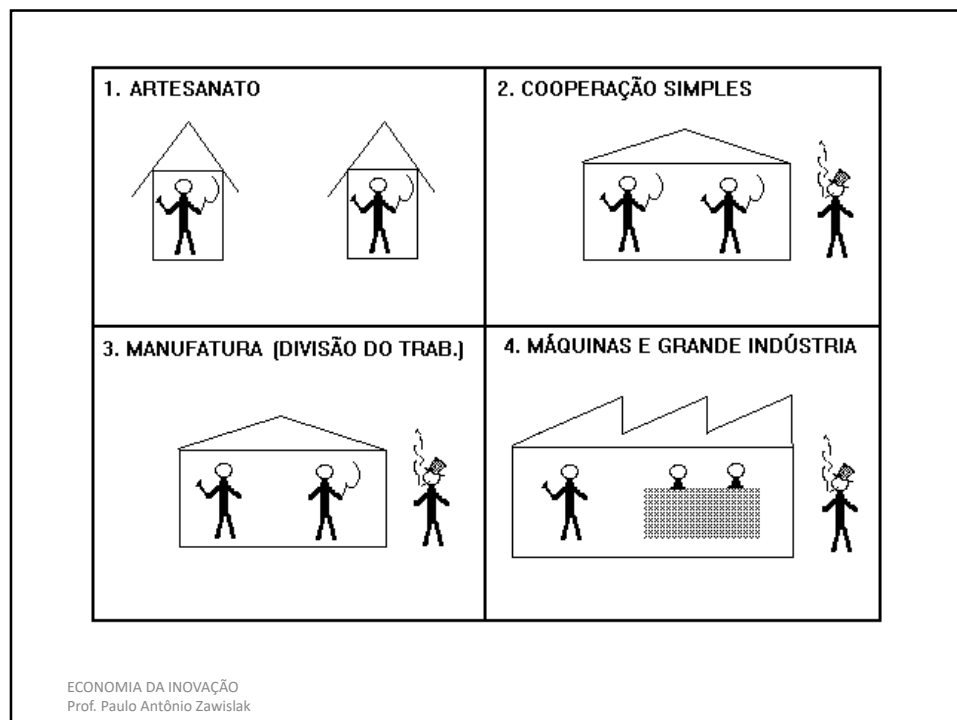 1. ARTESANATO
2. COOPERAÇÃO SIMPLES
3. MANUFATURA (DIVISÃO DO TRAB.)
4. MÁQUINAS E GRANDE INDÚSTRIA
ECONOMIA DA INOVAÇÃO
Prof. Paulo Antônio Zawislak